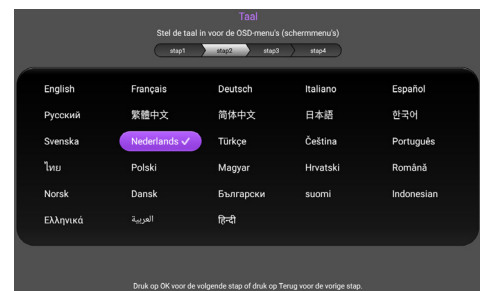 Taal
Stel de taal in voor de OSD-menu's (schermmenu's)
stap1 stap2 stap3 stap4
English Français Deutsch Italiano Español
Русский 繁體中文 简体中文 日本語 한국어
Svenska Nederlands ✓ Türkçe Čeština Português
ไทย Polski Magyar Hrvatski Română
Norsk Dansk Български suomi Indonesian
Ελληνικά العربية हिन्दी
Druk op OK voor de volgende stap of druk op Terug voor de vorige stap.